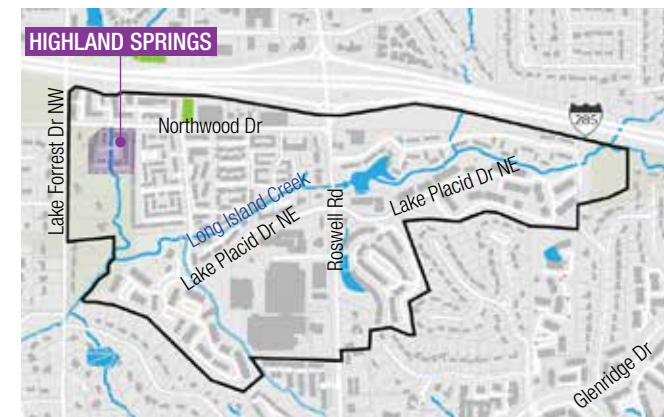 HIGHLAND SPRINGS
Lake Forrest Dr NW
Northwood Dr
285
Long Island Creek
Lake Placid Dr NE
Roswell Rd
Lake Placid Dr NE
Glenridge Dr